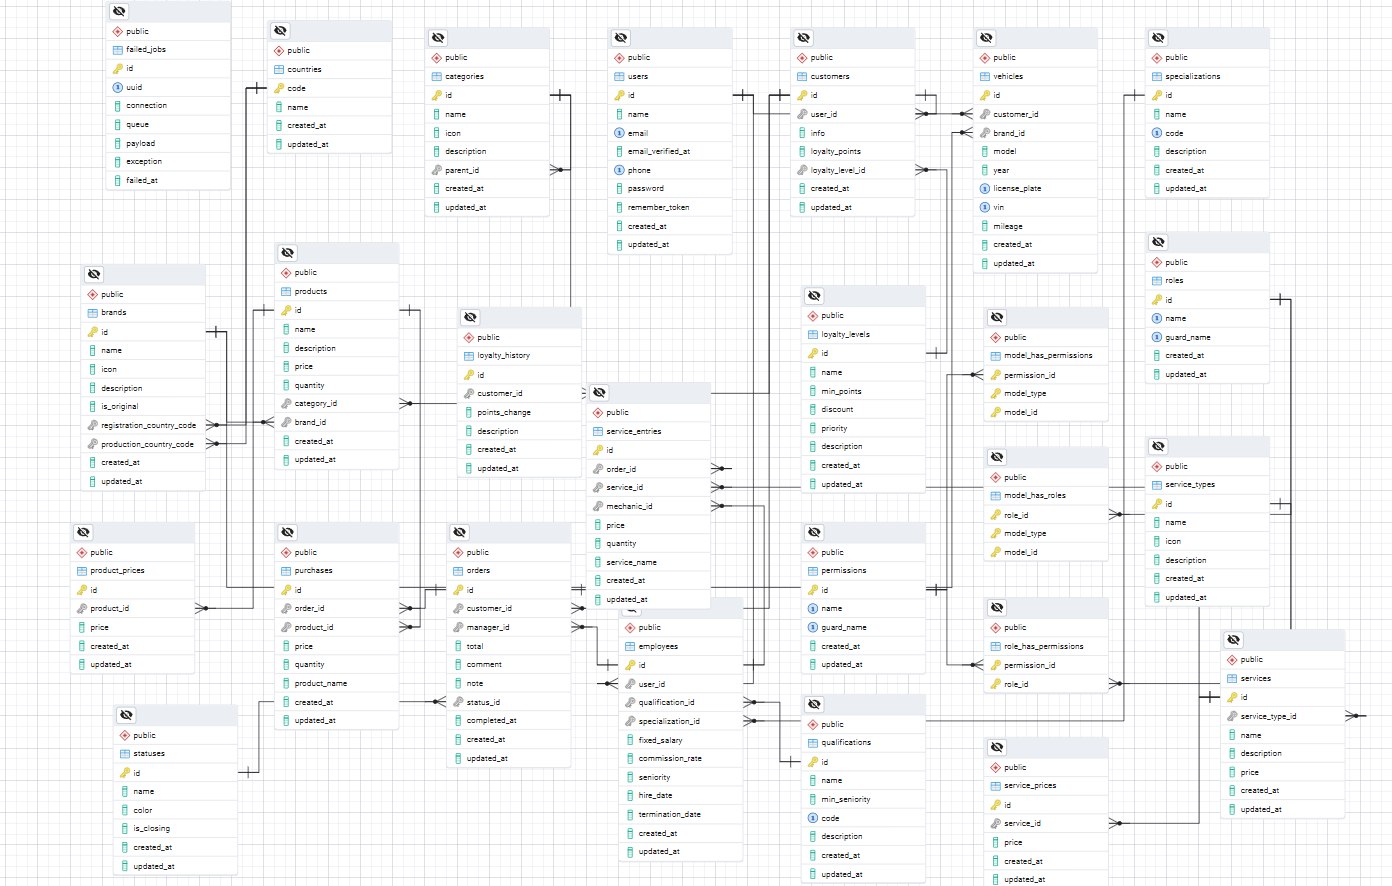 public
failed_jobs
id
uuid
connection
queue
payload
exception
failed_at
public
countries
code
name
created_at
updated_at
public
categories
id
name
icon
description
parent_id
created_at
updated_at
public
users
id
name
email
email_verified_at
phone
password
remember_token
created_at
updated_at
public
customers
id
user_id
info
loyalty_points
loyalty_level_id
created_at
updated_at
public
vehicles
id
customer_id
brand_id
model
year
license_plate
vin
mileage
created_at
updated_at
public
specializations
id
name
code
description
created_at
updated_at
public
brands
id
name
icon
description
is_original
registration_country_code
production_country_code
created_at
updated_at
public
products
id
name
description
price
quantity
category_id
brand_id
created_at
updated_at
public
loyalty_history
id
customer_id
points_change
description
created_at
updated_at
public
service_entries
id
order_id
service_id
mechanic_id
price
quantity
service_name
created_at
updated_at
public
loyalty_levels
id
name
min_points
discount
priority
description
created_at
updated_at
public
model_has_permissions
permission_id
model_type
model_id
public
roles
id
name
guard_name
created_at
updated_at
public
model_has_roles
role_id
model_type
model_id
public
service_types
id
name
icon
description
created_at
updated_at
public
product_prices
id
product_id
price
created_at
updated_at
public
purchases
id
order_id
product_id
price
quantity
product_name
created_at
updated_at
public
orders
id
customer_id
manager_id
total
comment
note
status_id
completed_at
created_at
updated_at
public
employees
id
user_id
qualification_id
specialization_id
fixed_salary
commission_rate
seniority
hire_date
termination_date
created_at
updated_at
public
permissions
id
name
guard_name
created_at
updated_at
public
role_has_permissions
permission_id
role_id
public
services
id
service_type_id
name
description
price
created_at
updated_at
public
statuses
id
name
color
is_closing
created_at
updated_at
public
qualifications
id
name
min_seniority
code
description
created_at
updated_at
public
service_prices
id
service_id
price
created_at
updated_at